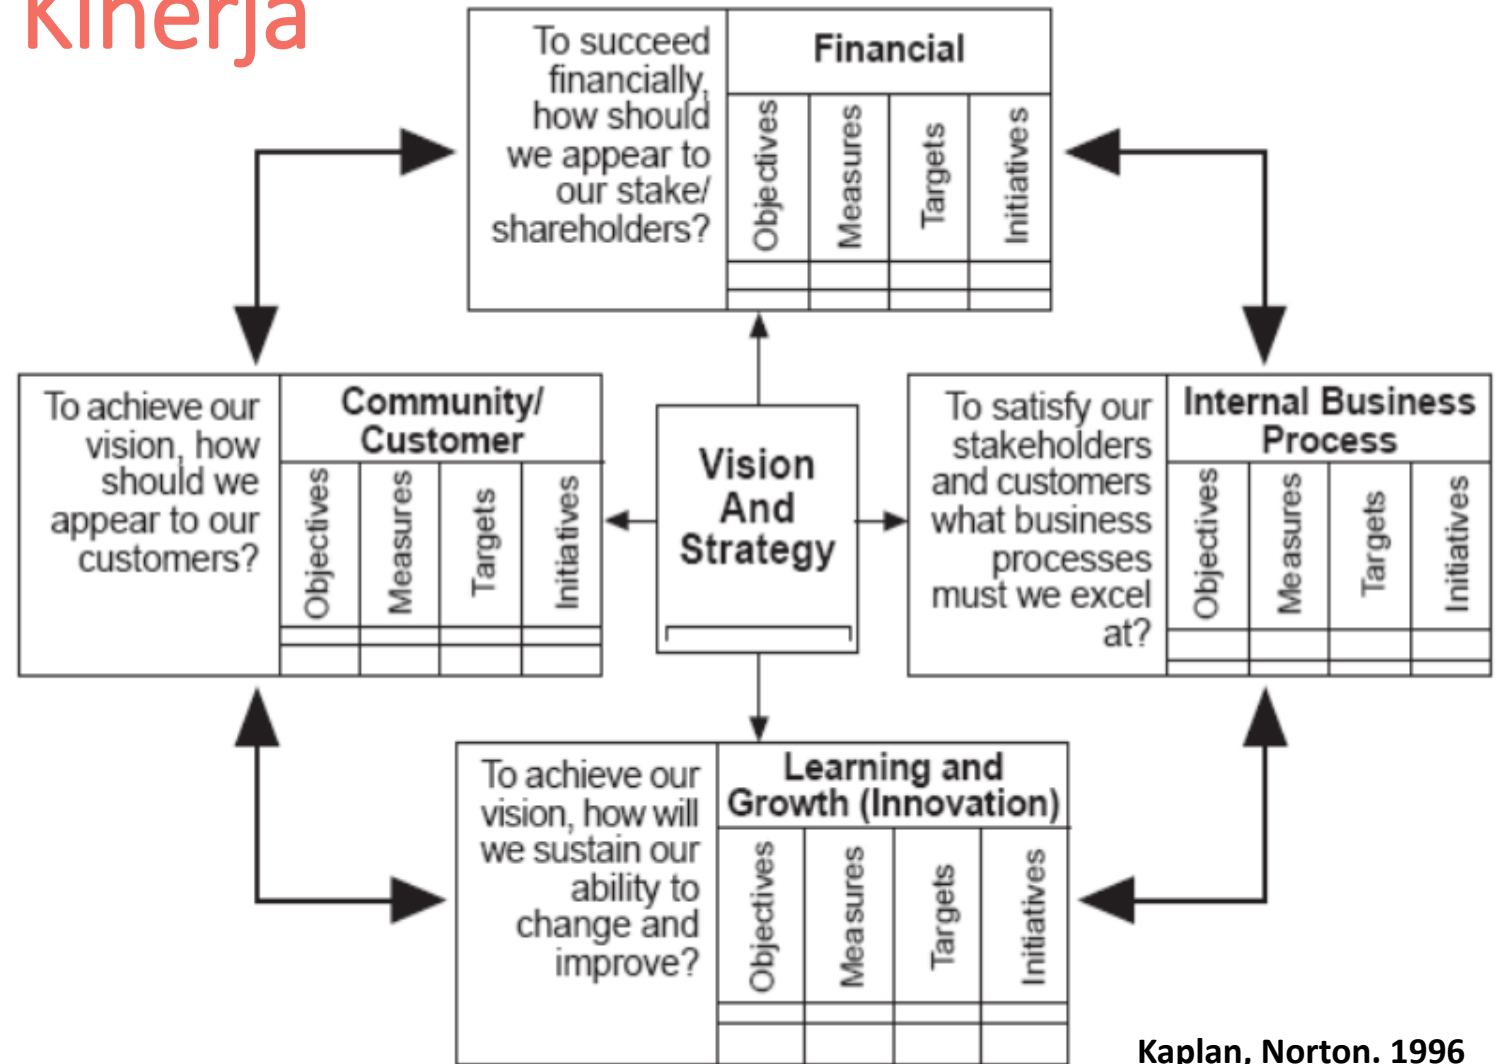 kinerja
To succeed
financially,
how should
we appear to
our stake/
shareholders?
Financial
Objectives
Measures
Targets
Initiatives
To achieve our
vision, how
should we
appear to our
customers?
Community/
Customer
Objectives
Measures
Targets
Initiatives
Vision
And
Strategy
To satisfy our
stakeholders
and customers
what business
processes
must we excel
at?
Internal Business
Process
Objectives
Measures
Targets
Initiatives
To achieve our
vision, how will
we sustain our
ability to
change and
improve?
Learning and
Growth (Innovation)
Objectives
Measures
Targets
Initiatives
Kaplan, Norton. 1996